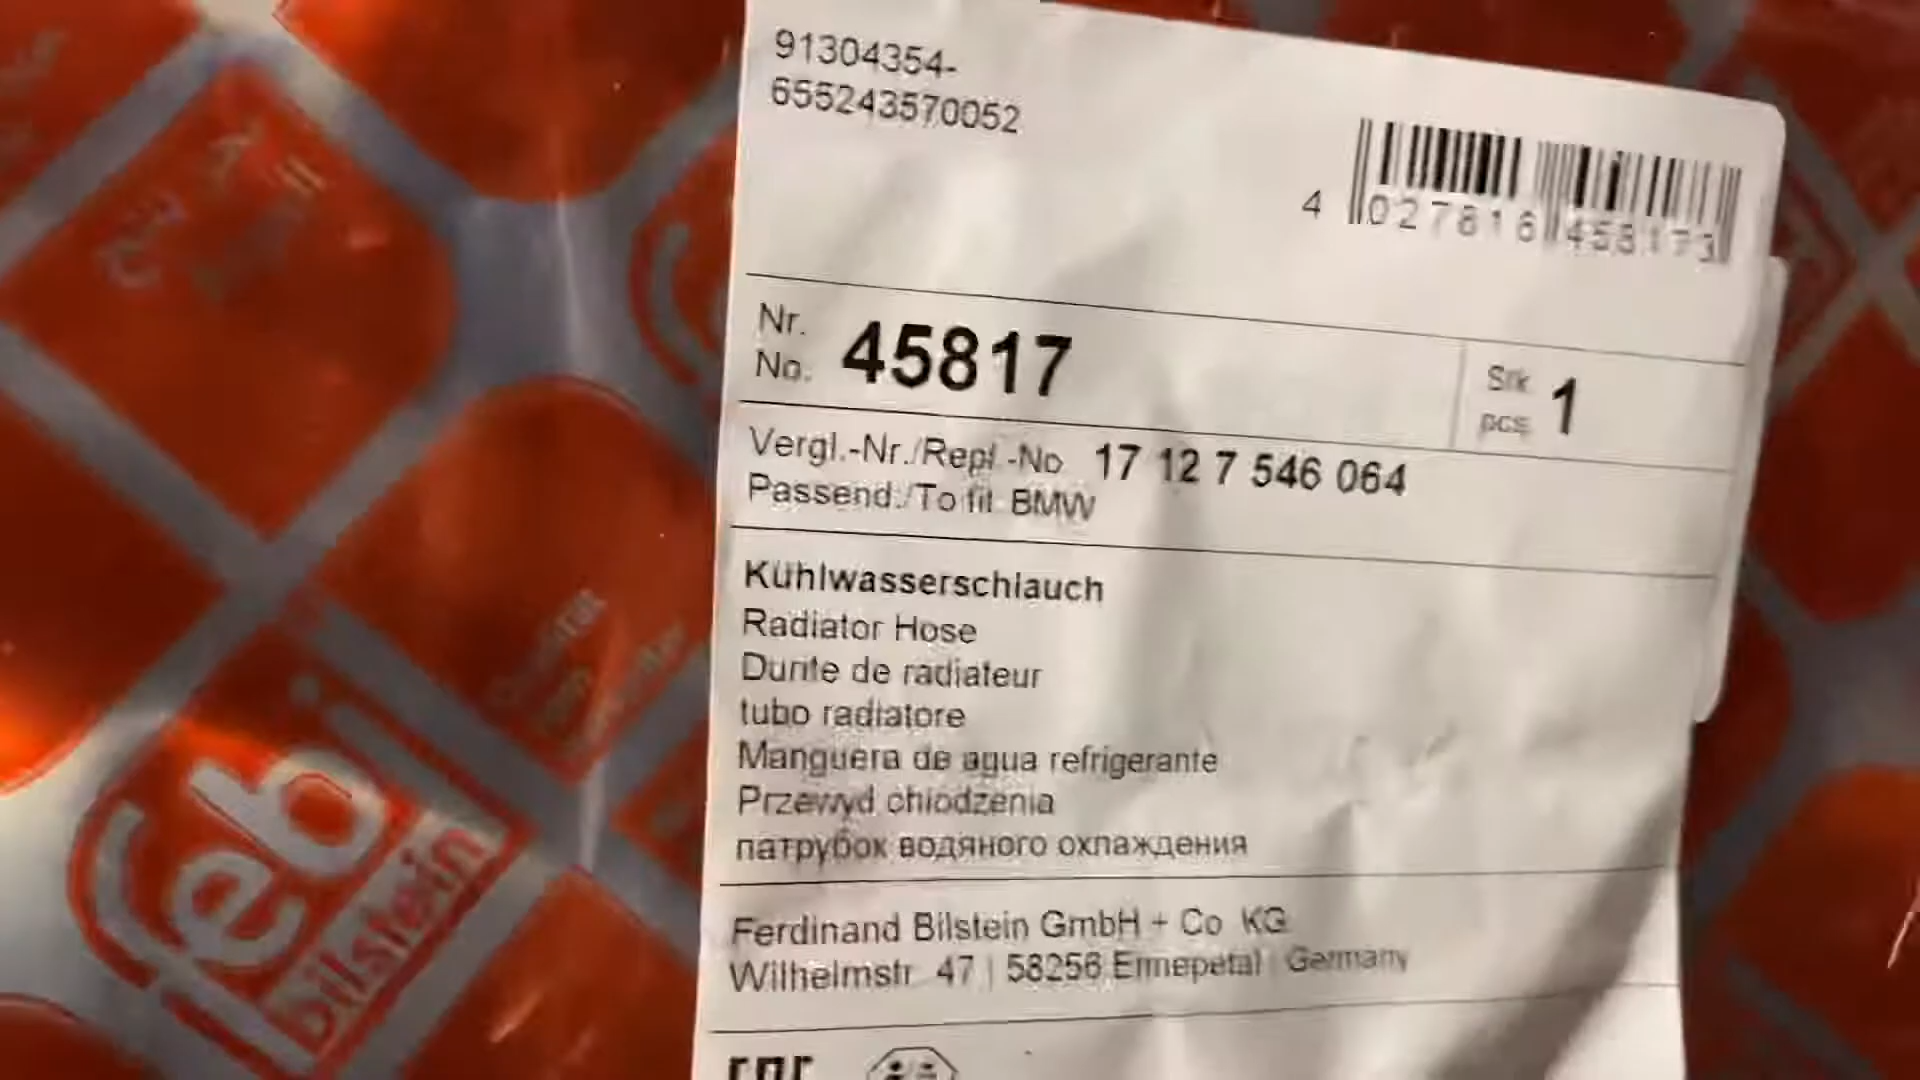 91304354-
655243570052
4 027816 458173
Nr.
No. 45817
Stk
pcs 1
Vergl.-Nr./Repl.-No 17 12 7 546 064
Passend./To fit BMW
Kühlwasserschlauch
Radiator Hose
Durite de radiateur
tubo radiatore
Manguera de agua refrigerante
Przewyd chlodzenia
патрубок водяного охлаждения
Ferdinand Bilstein GmbH + Co KG
Wilhelmstr 47 | 58256 Ennepetal | Germany
febi
bilstein